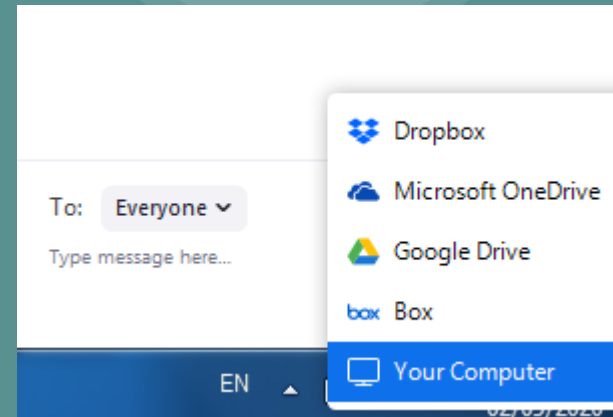 Dropbox
Microsoft OneDrive
To: Everyone
Type message here...
Google Drive
box Box
Your Computer
EN